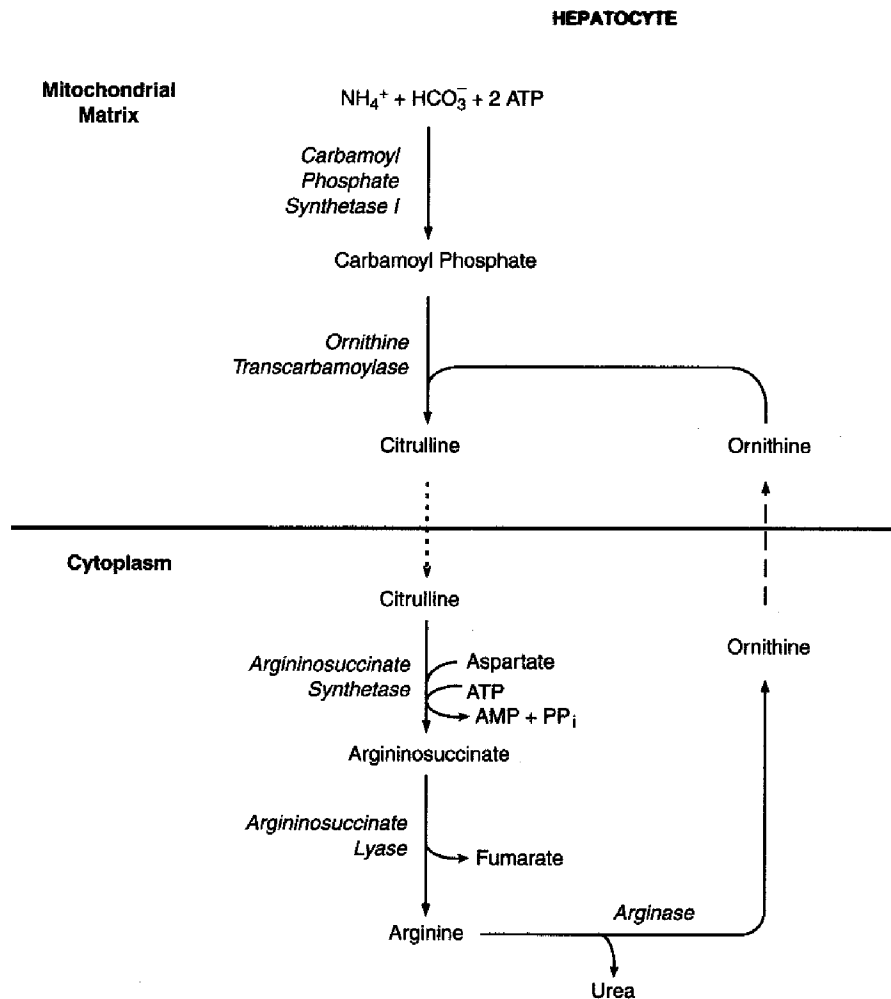 HEPATOCYTE
Mitochondrial
Matrix
NH₄⁺ + HCO₃⁻ + 2 ATP
Carbamoyl
Phosphate
Synthetase I
Carbamoyl Phosphate
Ornithine
Transcarbamoylase
Citrulline
Ornithine
Cytoplasm
Citrulline
Ornithine
Argininosuccinate
Synthetase
Aspartate
ATP
AMP + PPᵢ
Argininosuccinate
Argininosuccinate
Lyase
Fumarate
Arginine
Arginase
Urea